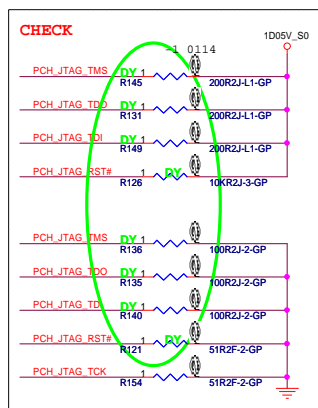 CHECK
-1 0114
1D05V_S0
PCH_JTAG_TMS DY 1
R145 200R2J-L1-GP
PCH_JTAG_TDO DY 1
R131 200R2J-L1-GP
PCH_JTAG_TDI DY 1
R149 200R2J-L1-GP
PCH_JTAG_RST# 1 DY
R126 10KR2J-3-GP
PCH_JTAG_TMS DY 1
R136 100R2J-2-GP
PCH_JTAG_TDO DY 1
R135 100R2J-2-GP
PCH_JTAG_TDI DY 1
R140 100R2J-2-GP
PCH_JTAG_RST# 1 DY
R121 51R2F-2-GP
PCH_JTAG_TCK 1
R154 51R2F-2-GP